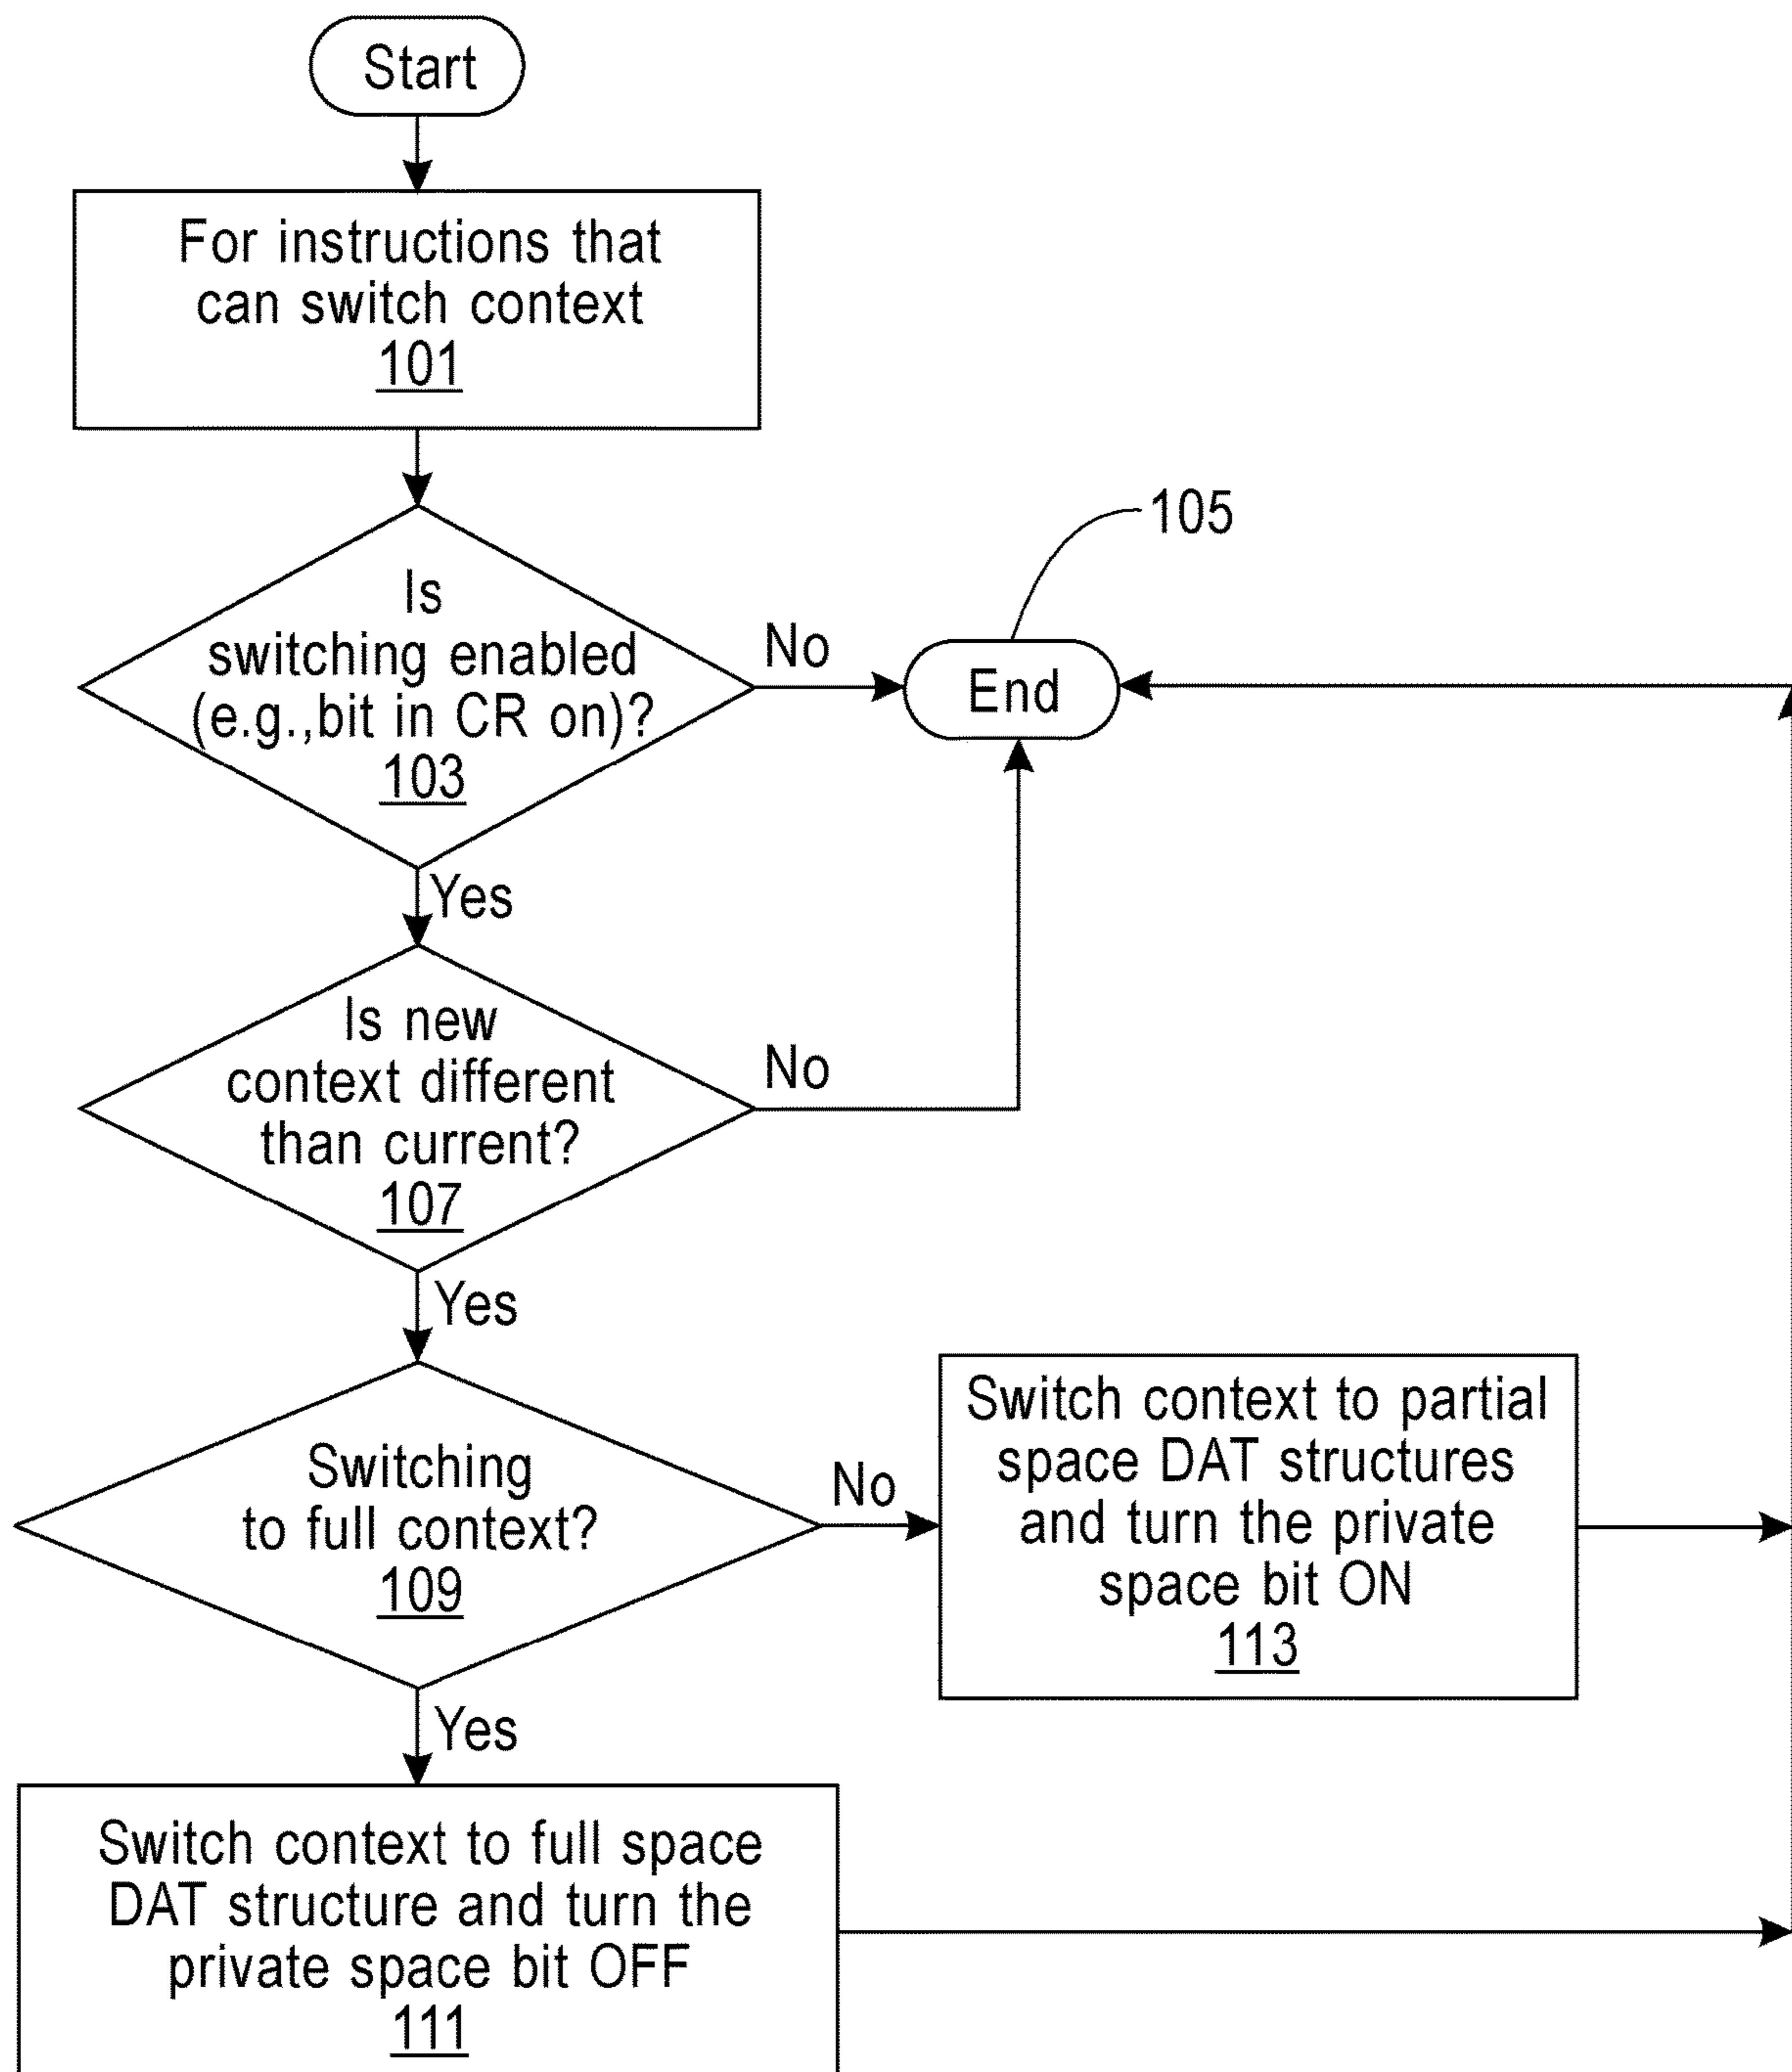 Start
For instructions that
can switch context
101
105
Is
switching enabled
(e.g.,bit in CR on)?
103
No
End
Yes
Is new
context different
than current?
107
No
Yes
Switching
to full context?
109
No
Switch context to partial
space DAT structures
and turn the private
space bit ON
113
Yes
Switch context to full space
DAT structure and turn the
private space bit OFF
111